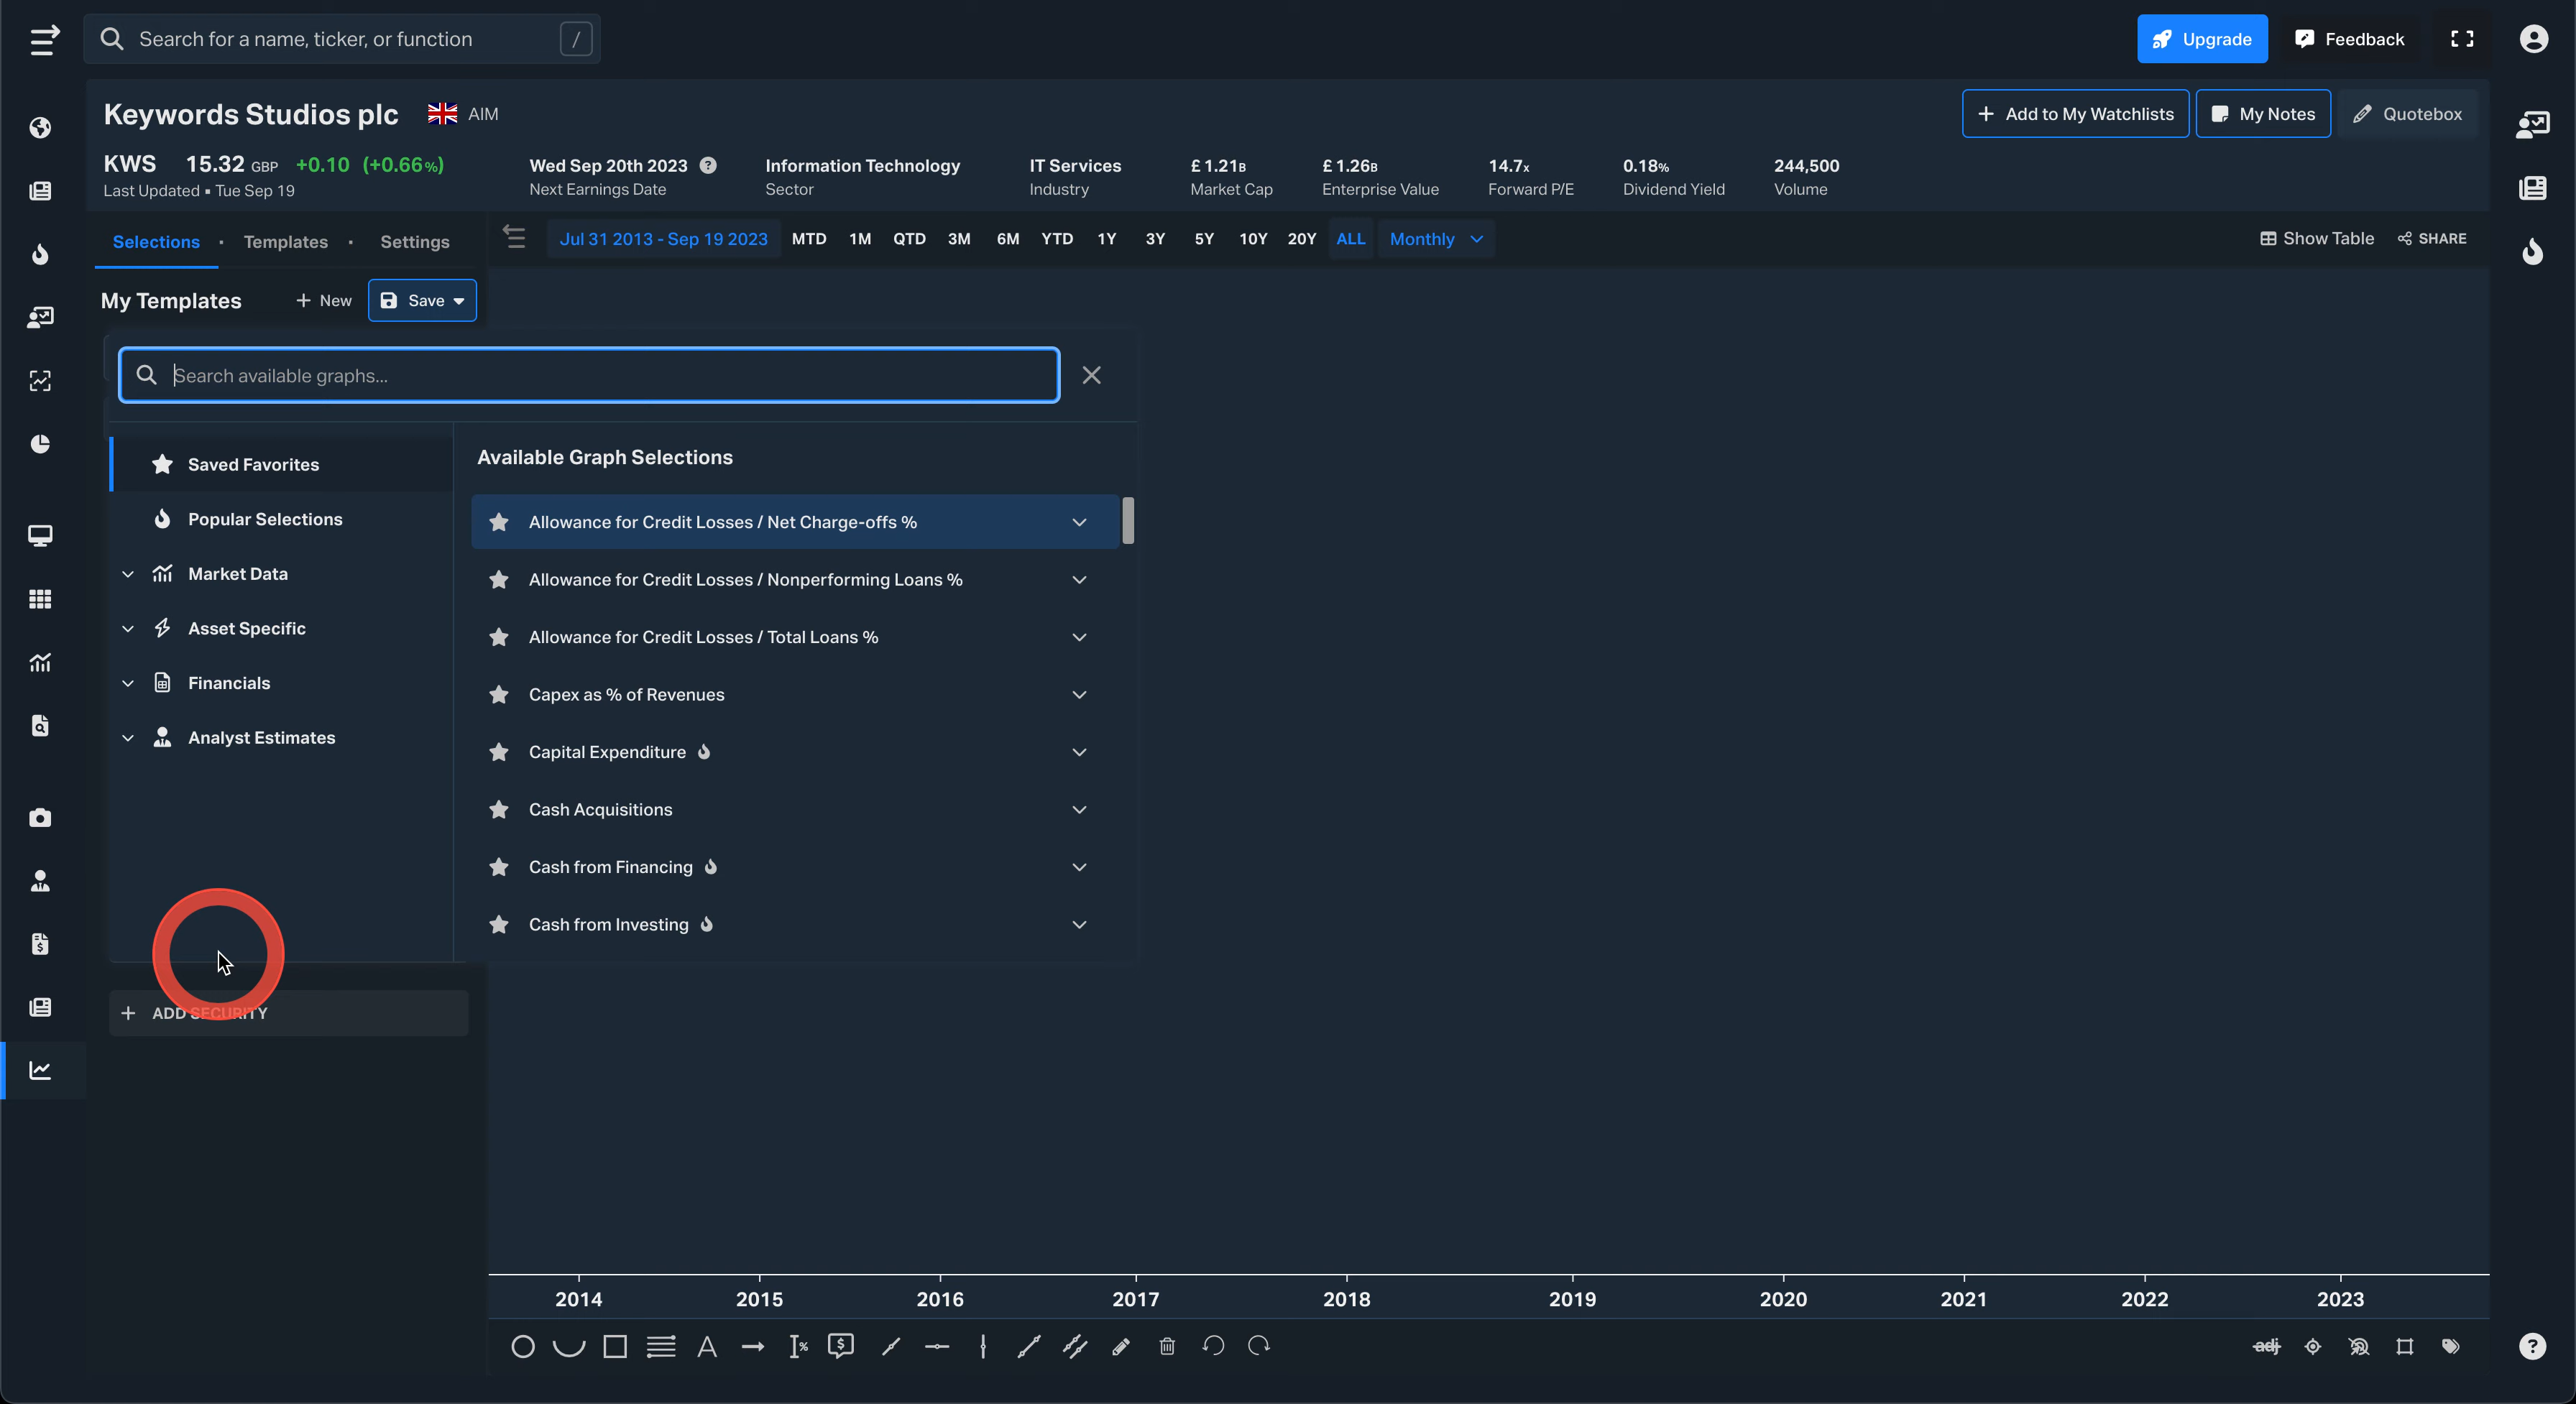 Search for a name, ticker, or function /
Upgrade Feedback
Keywords Studios plc AIM
Add to My Watchlists My Notes Quotebox
KWS 15.32 GBP +0.10 (+0.66%)
Last Updated ▪ Tue Sep 19
Wed Sep 20th 2023 ?
Next Earnings Date
Information Technology
Sector
IT Services
Industry
£ 1.21B
Market Cap
£ 1.26B
Enterprise Value
14.7x
Forward P/E
0.18%
Dividend Yield
244,500
Volume
Selections · Templates · Settings
Jul 31 2013 - Sep 19 2023 MTD 1M QTD 3M 6M YTD 1Y 3Y 5Y 10Y 20Y ALL Monthly
Show Table SHARE
My Templates + New Save
Search available graphs...
Saved Favorites
Popular Selections
Market Data
Asset Specific
Financials
Analyst Estimates
Available Graph Selections
Allowance for Credit Losses / Net Charge-offs %
Allowance for Credit Losses / Nonperforming Loans %
Allowance for Credit Losses / Total Loans %
Capex as % of Revenues
Capital Expenditure
Cash Acquisitions
Cash from Financing
Cash from Investing
+ ADD SECURITY
2014 2015 2016 2017 2018 2019 2020 2021 2022 2023
A % $ adj ?